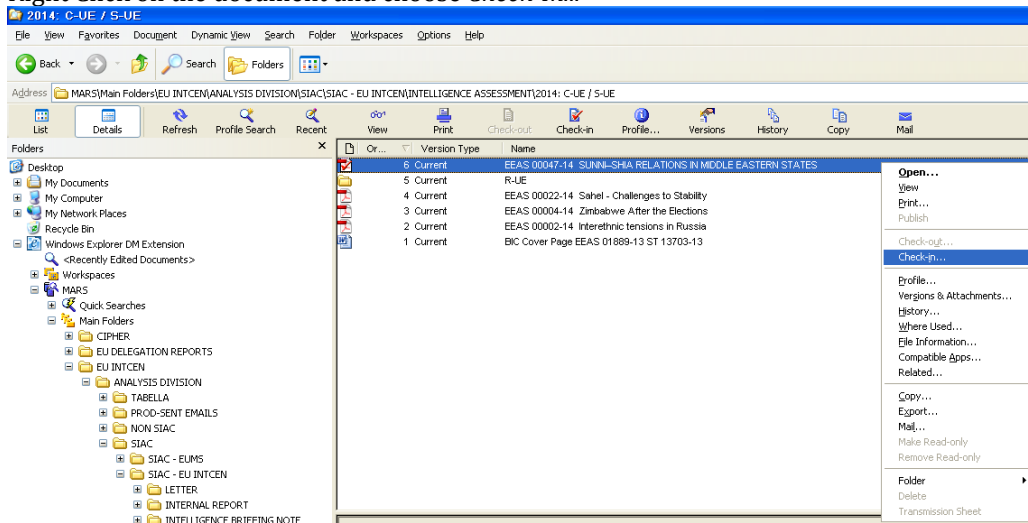 2014: C-UE / S-UE
File View Favorites Document Dynamic View Search Folder Workspaces Options Help
Back Search Folders
Address MARS\Main Folders\EU INTCEN\ANALYSIS DIVISION\SIAC\SIAC - EU INTCEN\INTELLIGENCE ASSESSMENT\2014: C-UE / S-UE
List Details Refresh Profile Search Recent View Print Check-out Check-in Profile... Versions History Copy Mail
Folders × Or... Version Type Name
Desktop
My Documents
My Computer
My Network Places
Recycle Bin
Windows Explorer DM Extension
<Recently Edited Documents>
Workspaces
MARS
Quick Searches
Main Folders
CIPHER
EU DELEGATION REPORTS
EU INTCEN
ANALYSIS DIVISION
TABELLA
PROD-SENT EMAILS
NON SIAC
SIAC
SIAC - EUMS
SIAC - EU INTCEN
LETTER
INTERNAL REPORT
INTELLIGENCE BRIEFING NOTE
6 Current EEAS 00047-14 SUNNI-SHIA RELATIONS IN MIDDLE EASTERN STATES
5 Current R-UE
4 Current EEAS 00022-14 Sahel - Challenges to Stability
3 Current EEAS 00004-14 Zimbabwe After the Elections
2 Current EEAS 00002-14 Interethnic tensions in Russia
1 Current BIC Cover Page EEAS 01889-13 ST 13703-13
Open...
View
Print...
Publish
Check-out...
Check-in...
Profile...
Versions & Attachments...
History...
Where Used...
File Information...
Compatible Apps...
Related...
Copy...
Export...
Mail...
Make Read-only
Remove Read-only
Folder
Delete
Transmission Sheet